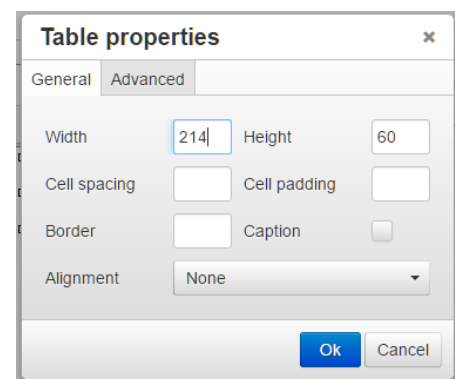 Table properties ×
General Advanced
Width 214 Height 60
Cell spacing Cell padding
Border Caption
Alignment None
Ok Cancel